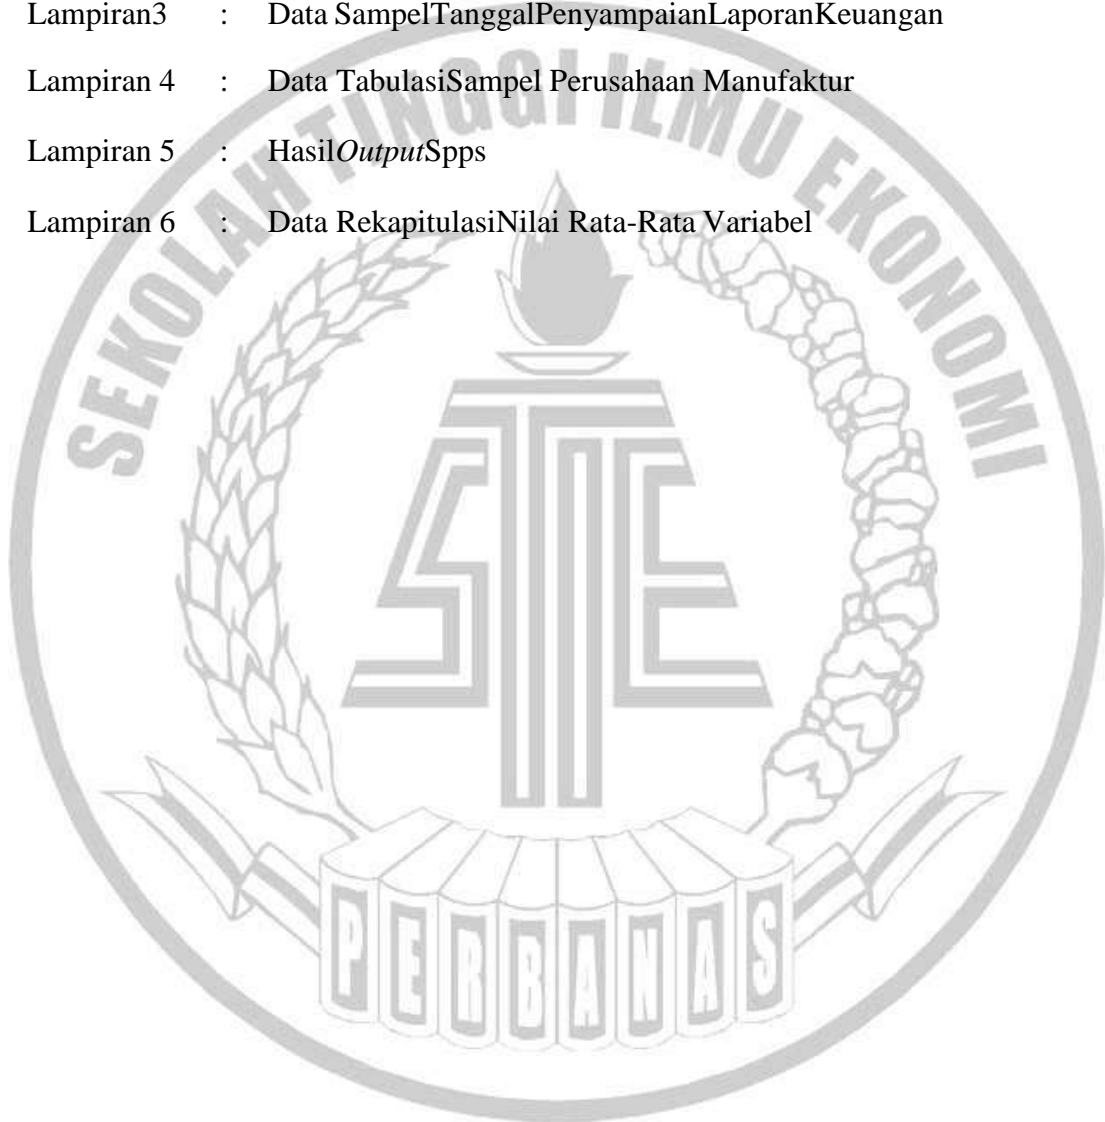 Lampiran3 : Data SampelTanggalPenyampaianLaporanKeuangan
Lampiran 4 : Data TabulasiSampel Perusahaan Manufaktur
Lampiran 5 : HasilOutputSpps
Lampiran 6 : Data RekapitulasiNilai Rata-Rata Variabel
SEKOLAH TINGGI ILMU EKONOMI
STIE
PERBANAS